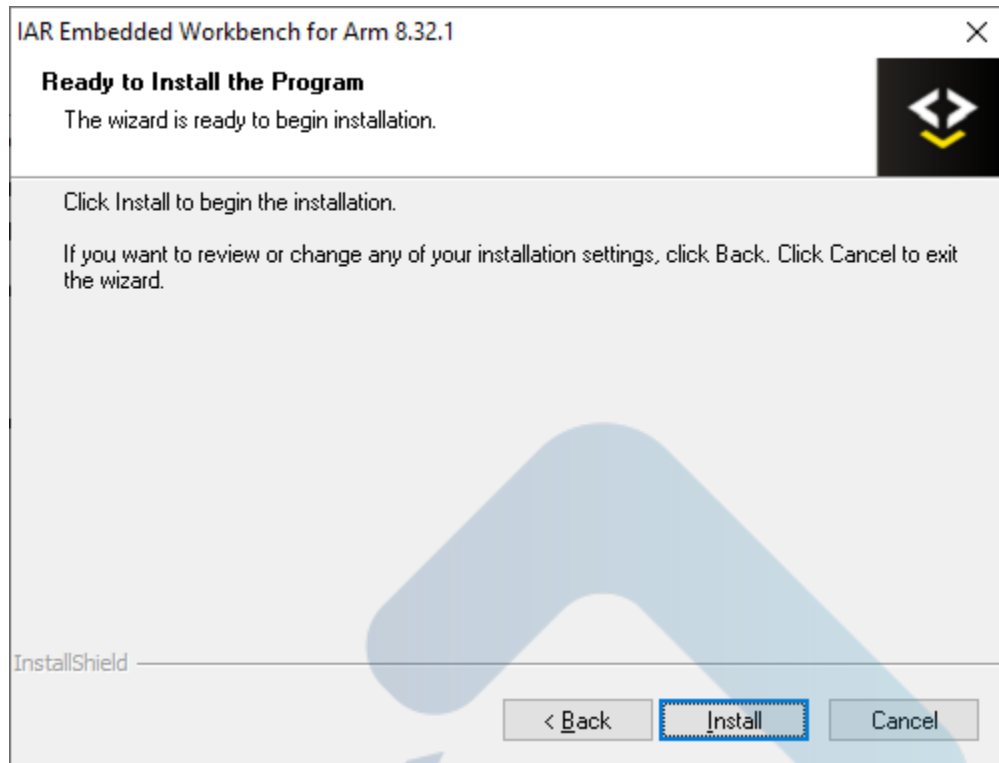 IAR Embedded Workbench for Arm 8.32.1
Ready to Install the Program
The wizard is ready to begin installation.
Click Install to begin the installation.
If you want to review or change any of your installation settings, click Back. Click Cancel to exit
the wizard.
InstallShield
< Back
Install
Cancel